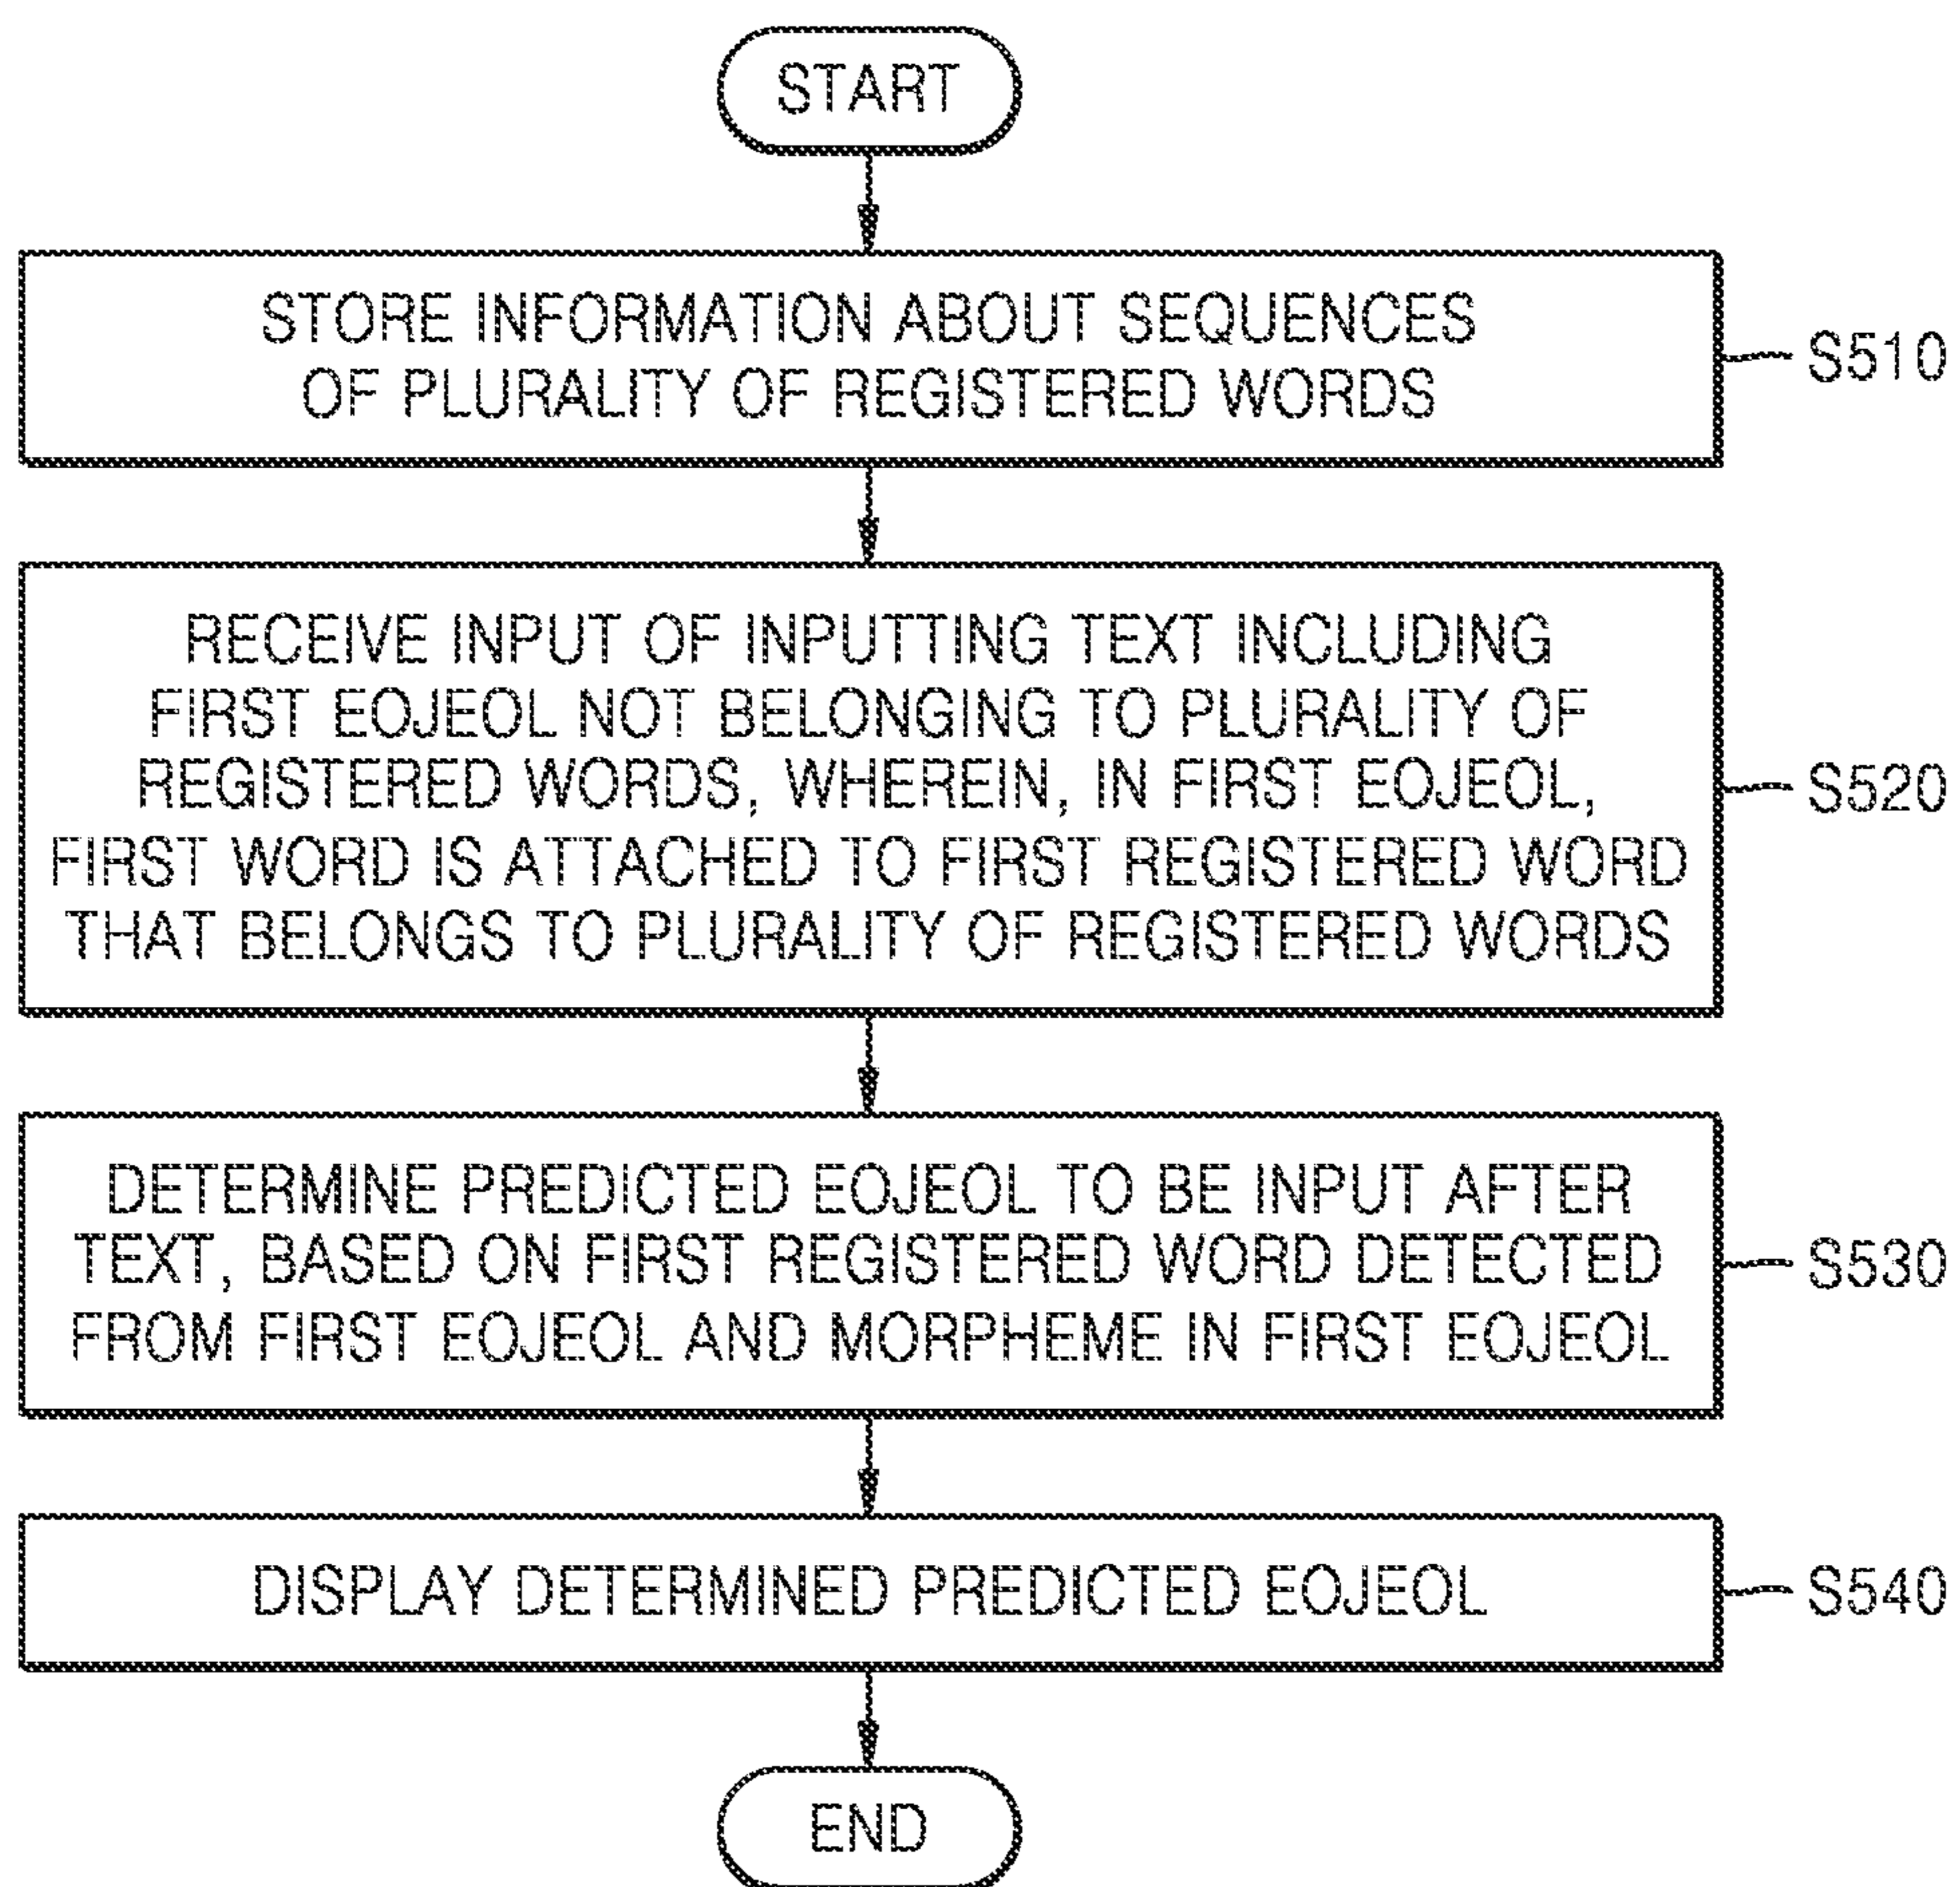 START
STORE INFORMATION ABOUT SEQUENCES
OF PLURALITY OF REGISTERED WORDS
S510
RECEIVE INPUT OF INPUTTING TEXT INCLUDING
FIRST EOJEOL NOT BELONGING TO PLURALITY OF
REGISTERED WORDS, WHEREIN, IN FIRST EOJEOL,
FIRST WORD IS ATTACHED TO FIRST REGISTERED WORD
THAT BELONGS TO PLURALITY OF REGISTERED WORDS
S520
DETERMINE PREDICTED EOJEOL TO BE INPUT AFTER
TEXT, BASED ON FIRST REGISTERED WORD DETECTED
FROM FIRST EOJEOL AND MORPHEME IN FIRST EOJEOL
S530
DISPLAY DETERMINED PREDICTED EOJEOL
S540
END